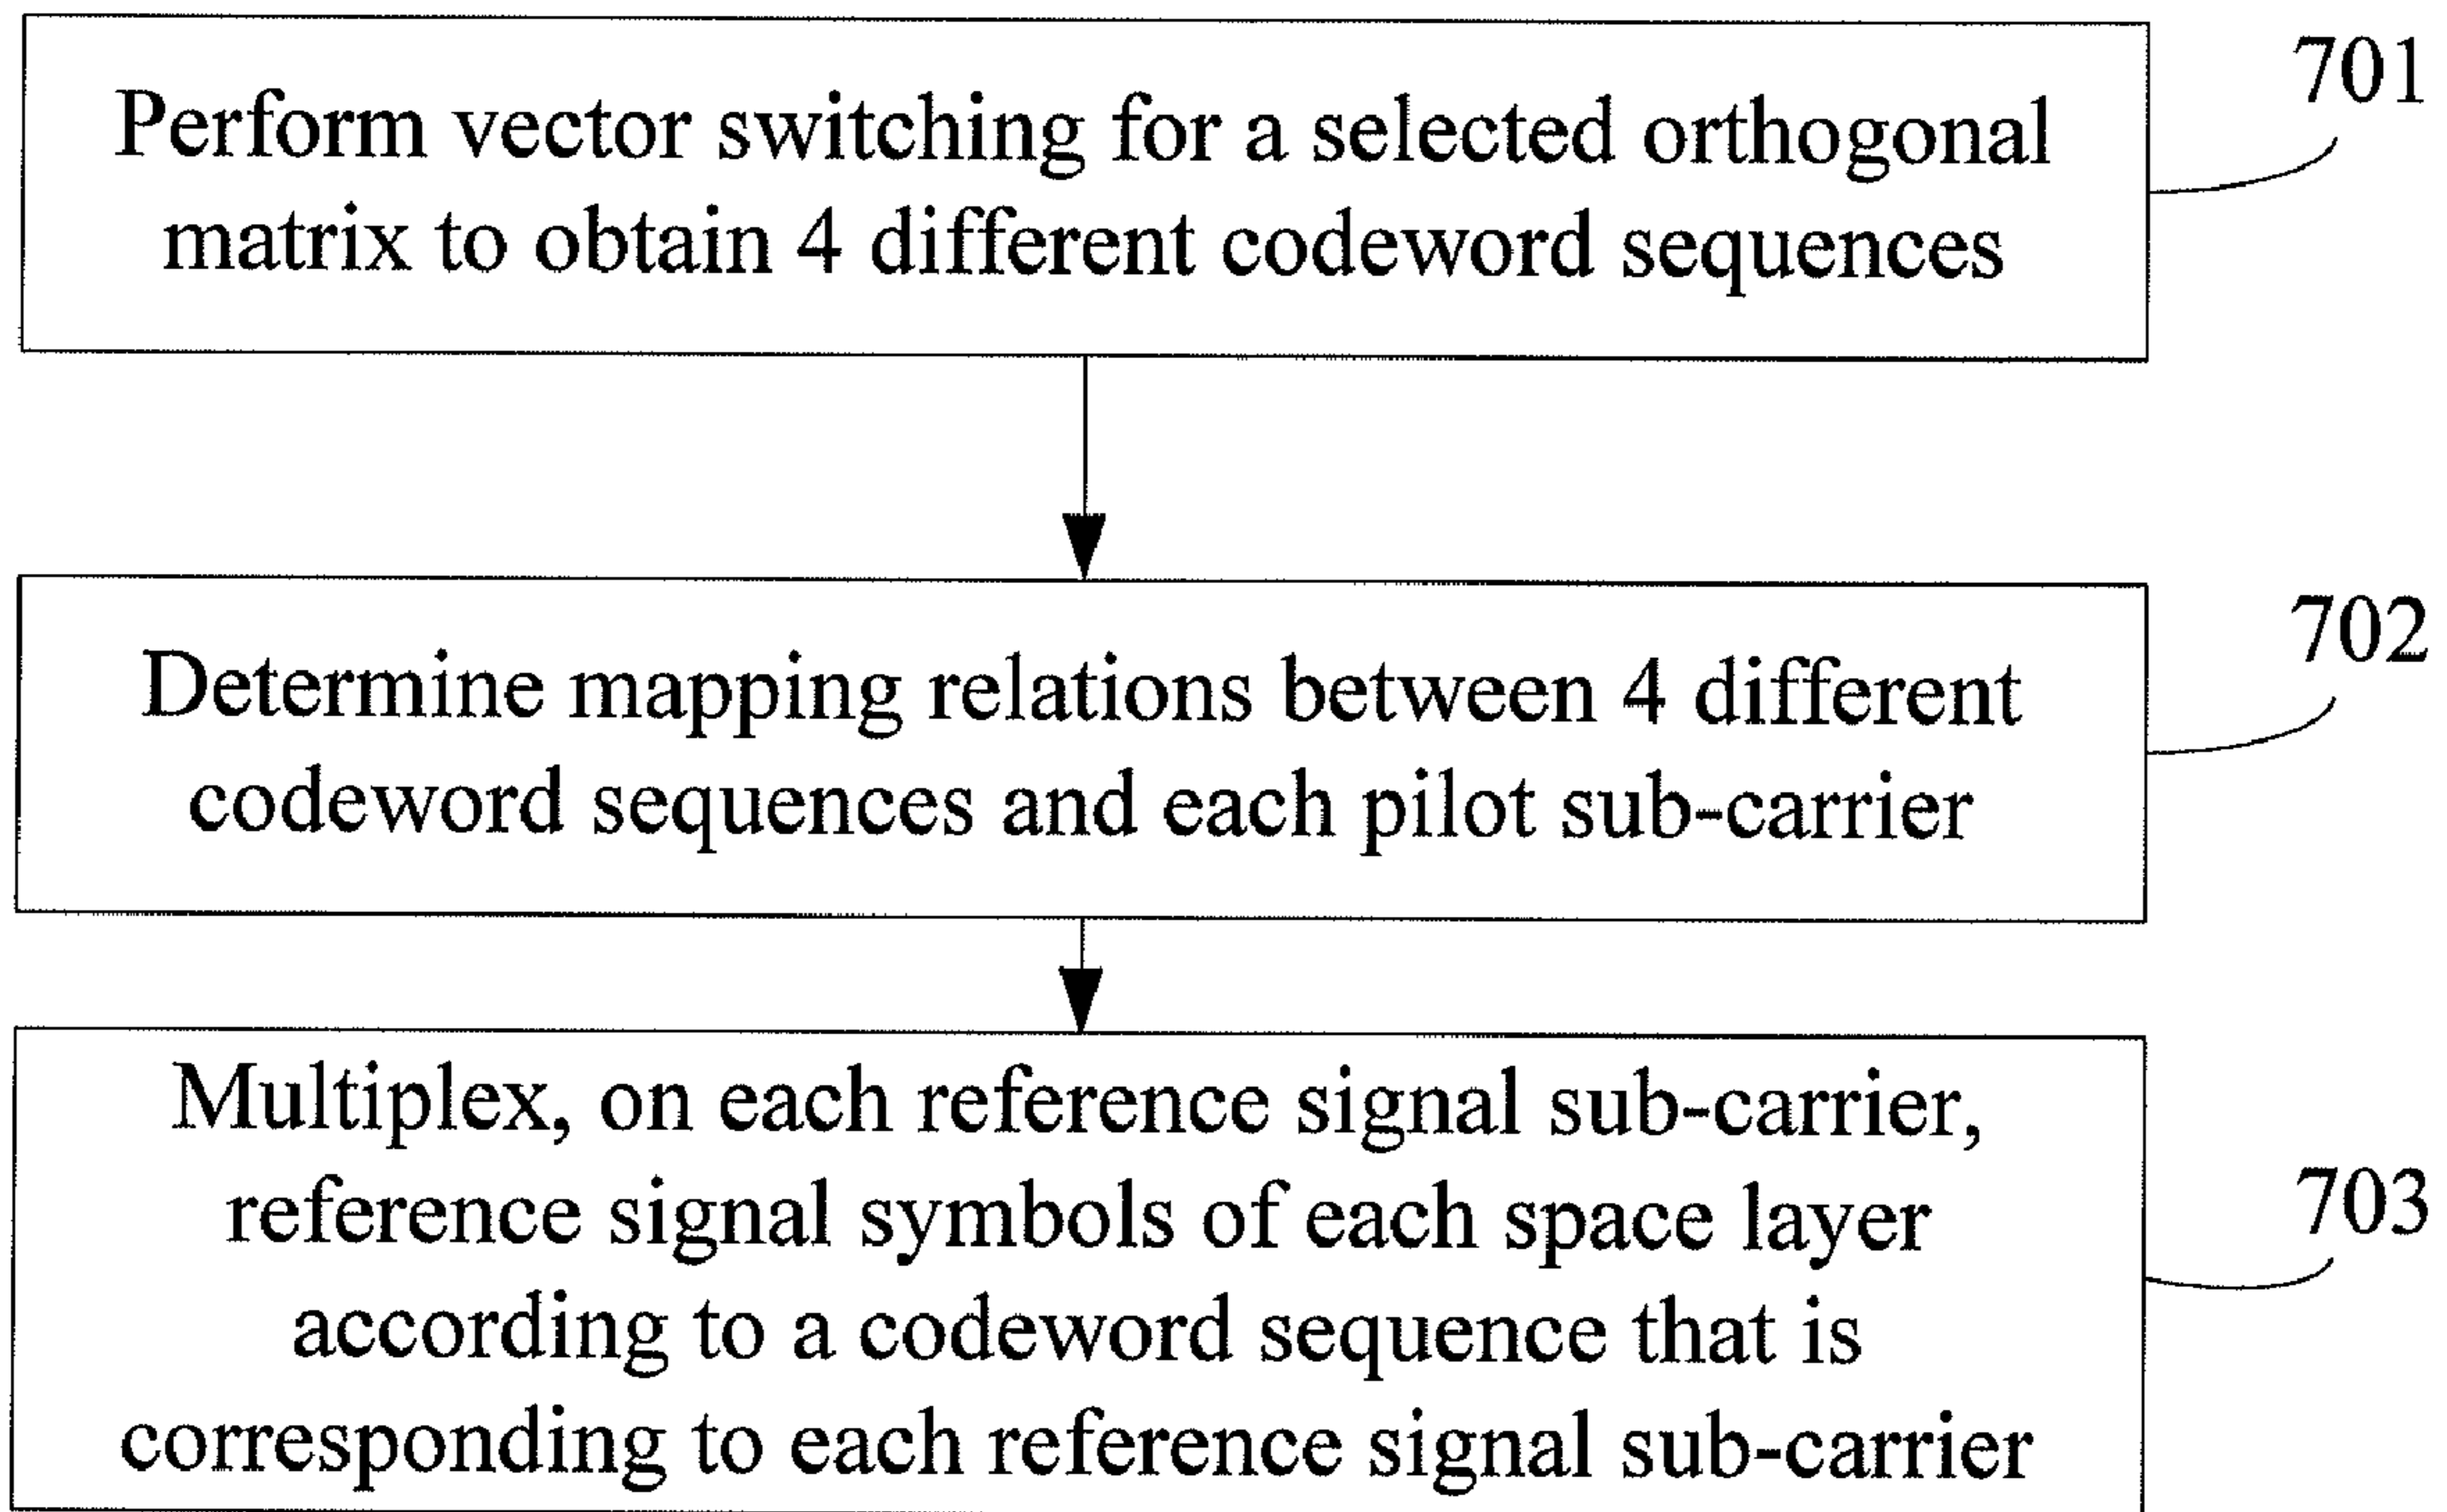 701
Perform vector switching for a selected orthogonal
matrix to obtain 4 different codeword sequences
702
Determine mapping relations between 4 different
codeword sequences and each pilot sub-carrier
703
Multiplex, on each reference signal sub-carrier,
reference signal symbols of each space layer
according to a codeword sequence that is
corresponding to each reference signal sub-carrier